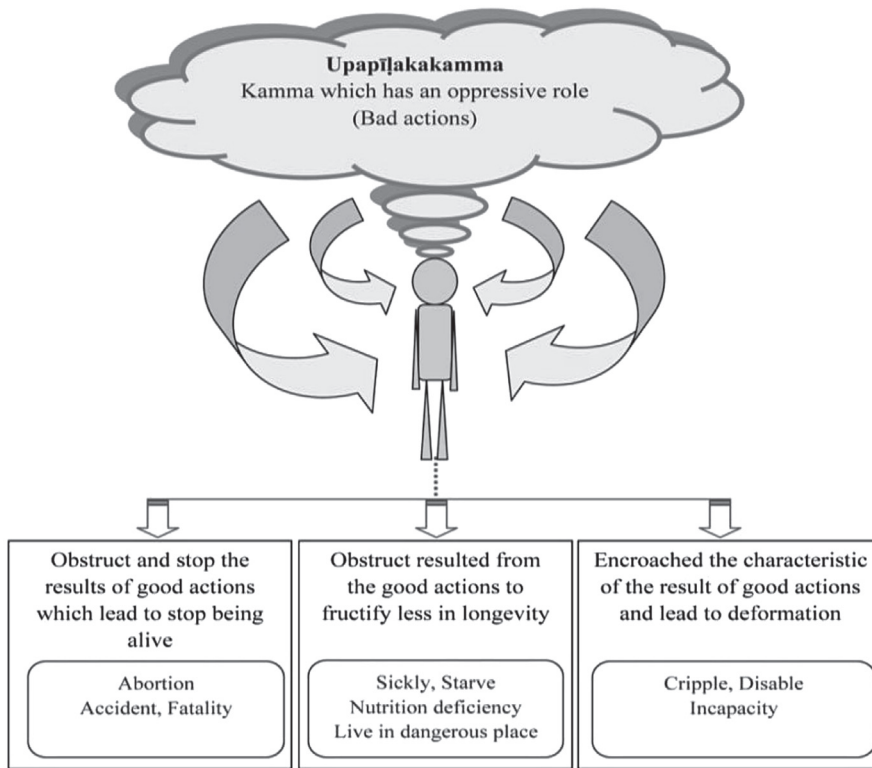 Upapīḷakakamma
Kamma which has an oppressive role
(Bad actions)
Obstruct and stop the
results of good actions
which lead to stop being
alive
Abortion
Accident, Fatality
Obstruct resulted from
the good actions to
fructify less in longevity
Sickly, Starve
Nutrition deficiency
Live in dangerous place
Encroached the characteristic
of the result of good actions
and lead to deformation
Cripple, Disable
Incapacity